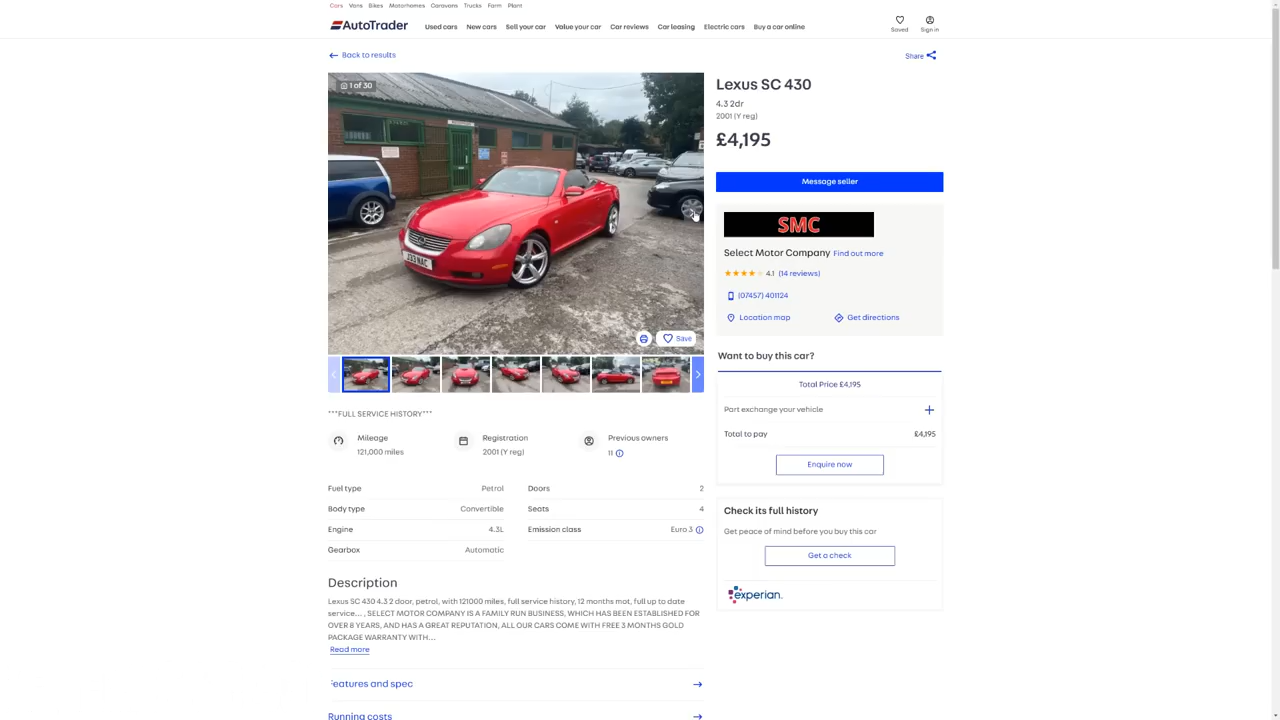 Cars Vans Bikes Motorhomes Caravans Trucks Farm Plant
AutoTrader
Used cars New cars Sell your car Value your car Car reviews Car leasing Electric cars Buy a car online
Saved Sign in
Back to results
Share
1 of 30
J33 NAC
Save
Lexus SC 430
4.3 2dr
2001 (Y reg)
£4,195
Message seller
SMC
Select Motor Company Find out more
4.1 (14 reviews)
(07457) 401124
Location map Get directions
Want to buy this car?
Total Price £4,195
Part exchange your vehicle
Total to pay £4,195
Enquire now
Check its full history
Get peace of mind before you buy this car
Get a check
experian.
***FULL SERVICE HISTORY***
Mileage
121,000 miles
Registration
2001 (Y reg)
Previous owners
11
Fuel type Petrol
Doors 2
Body type Convertible
Seats 4
Engine 4.3L
Emission class Euro 3
Gearbox Automatic
Description
Lexus SC 430 4.3 2 door, petrol, with 121000 miles, full service history, 12 months mot, full up to date
service... , SELECT MOTOR COMPANY IS A FAMILY RUN BUSINESS, WHICH HAS BEEN ESTABLISHED FOR
OVER 8 YEARS, AND HAS A GREAT REPUTATION, ALL OUR CARS COME WITH FREE 3 MONTHS GOLD
PACKAGE WARRANTY WITH...
Read more
Features and spec
Running costs